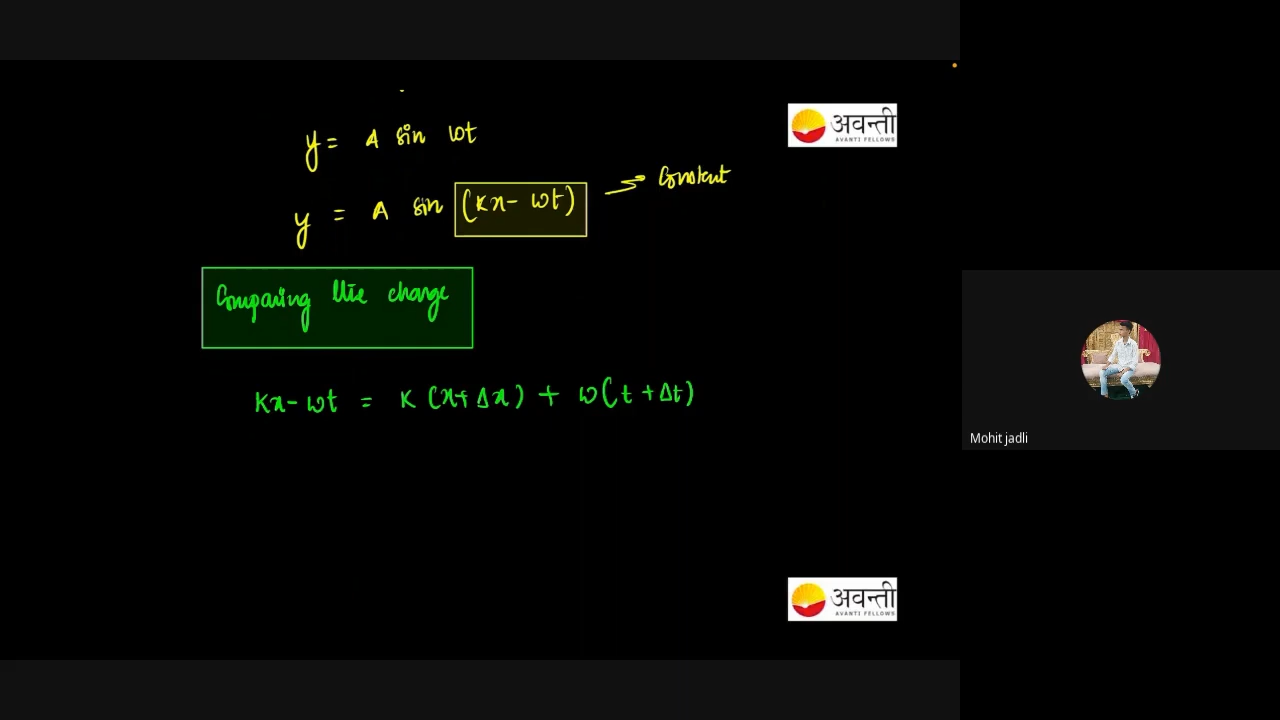 y = A sin ωt
अवन्ती
AVANTI FELLOWS
y = A sin (kx - ωt) → Constant
Comparing the change
kx - ωt = k (x + Δx) + ω(t + Δt)
Mohit jadli
अवन्ती
AVANTI FELLOWS